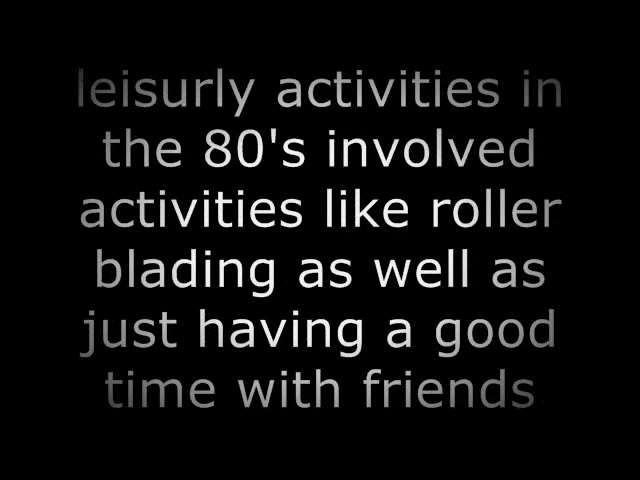 leisurly activities in
the 80's involved
activities like roller
blading as well as
just having a good
time with friends